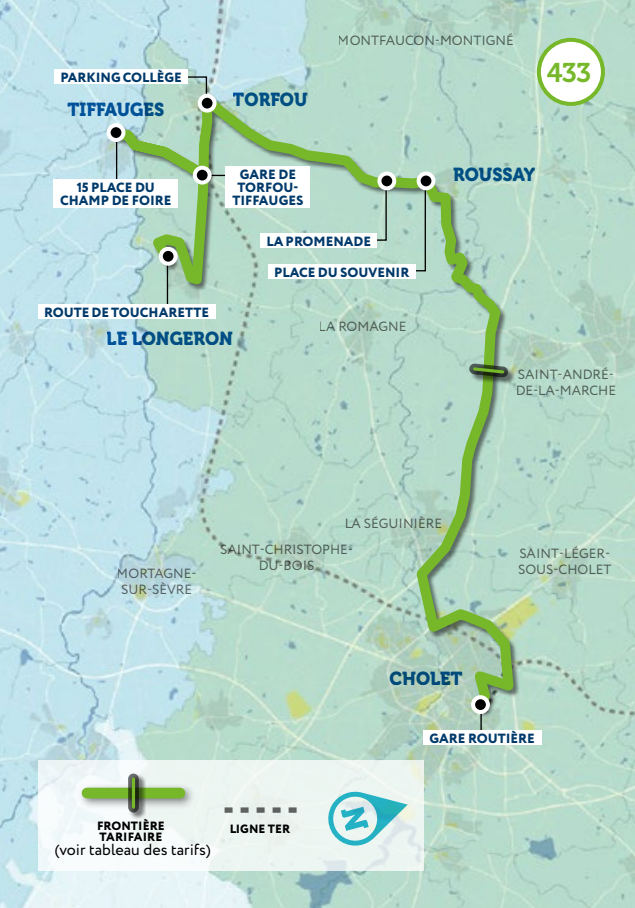 MONTFAUCON-MONTIGNÉ
433
PARKING COLLÈGE
TIFFAUGES
TORFOU
15 PLACE DU
CHAMP DE FOIRE
GARE DE
TORFOU-
TIFFAUGES
ROUSSAY
LA PROMENADE
PLACE DU SOUVENIR
ROUTE DE TOUCHARETTE
LE LONGERON
LA ROMAGNE
SAINT-ANDRÉ-
DE-LA-MARCHE
LA SÉGUINIÈRE
SAINT-CHRISTOPHE-
DU-BOIS
MORTAGNE-
SUR-SÈVRE
SAINT-LÉGER-
SOUS-CHOLET
CHOLET
GARE ROUTIÈRE
FRONTIÈRE
TARIFAIRE
(voir tableau des tarifs)
LIGNE TER
N